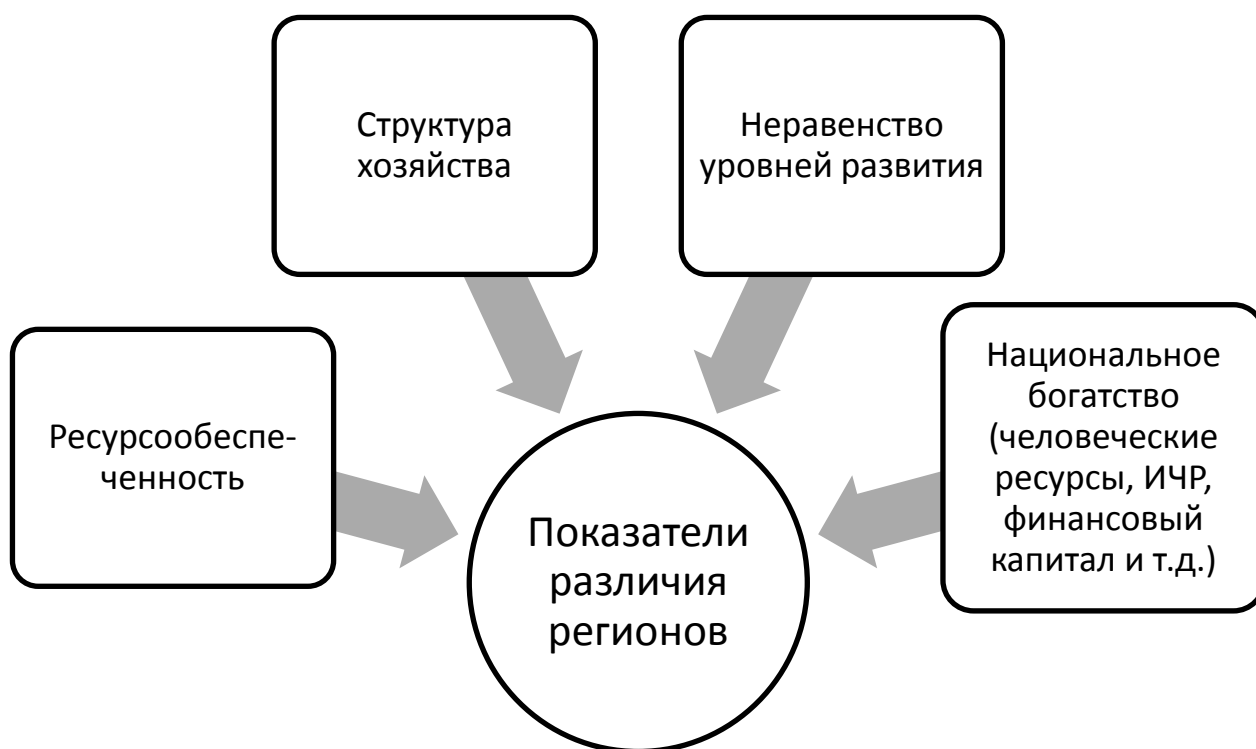 Структура
хозяйства
Неравенство
уровней развития
Ресурсообеспе-
ченность
Национальное
богатство
(человеческие
ресурсы, ИЧР,
финансовый
капитал и т.д.)
Показатели
различия
регионов